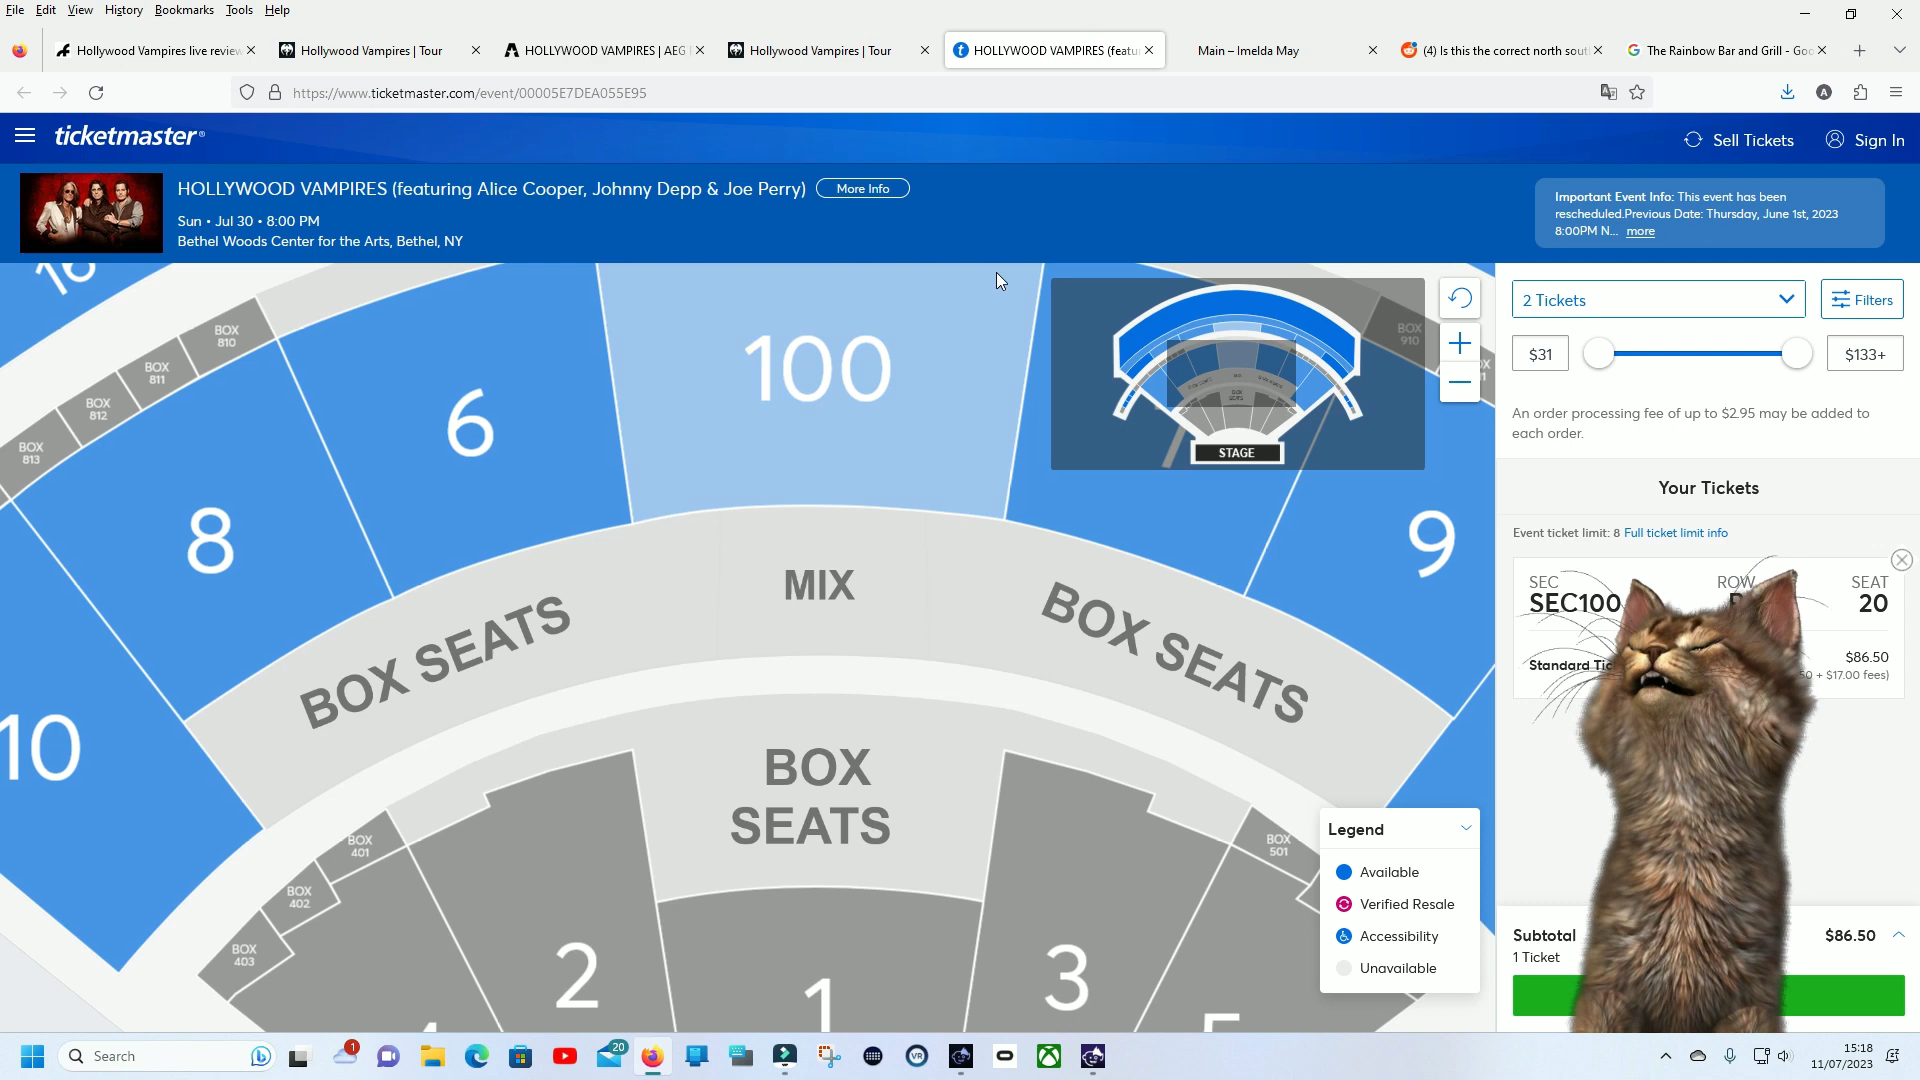 File Edit View History Bookmarks Tools Help
Hollywood Vampires live review
Hollywood Vampires | Tour
HOLLYWOOD VAMPIRES | AEG
Hollywood Vampires | Tour
HOLLYWOOD VAMPIRES (featu
Main – Imelda May
(4) Is this the correct north sout
The Rainbow Bar and Grill - Goo
https://www.ticketmaster.com/event/00005E7DEA055E95
ticketmaster®
Sell Tickets
Sign In
HOLLYWOOD VAMPIRES (featuring Alice Cooper, Johnny Depp & Joe Perry)
More Info
Sun • Jul 30 • 8:00 PM
Bethel Woods Center for the Arts, Bethel, NY
Important Event Info: This event has been
rescheduled.Previous Date: Thursday, June 1st, 2023
8:00PM N... more
16
BOX
810
BOX
811
BOX
812
BOX
813
6
8
10
100
9
BOX
910
STAGE
BOX SEATS
MIX
BOX SEATS
BOX
SEATS
BOX
401
BOX
402
BOX
403
BOX
501
2
1
3
Legend
Available
Verified Resale
Accessibility
Unavailable
2 Tickets
Filters
$31
$133+
An order processing fee of up to $2.95 may be added to
each order.
Your Tickets
Event ticket limit: 8 Full ticket limit info
SEC
SEC100
ROW
SEAT
20
Standard Tic
$86.50
0 + $17.00 fees)
Subtotal
$86.50
1 Ticket
Search
1
20
15:18
11/07/2023